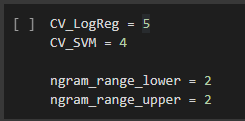 [ ] CV_LogReg = 5
CV_SVM = 4
ngram_range_lower = 2
ngram_range_upper = 2